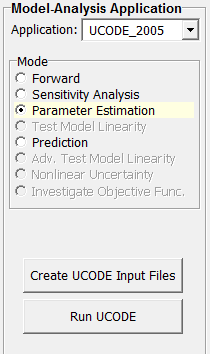 Model-Analysis Application
Application: UCODE_2005
Mode
Forward
Sensitivity Analysis
Parameter Estimation
Test Model Linearity
Prediction
Adv. Test Model Linearity
Nonlinear Uncertainty
Investigate Objective Func.
Create UCODE Input Files
Run UCODE